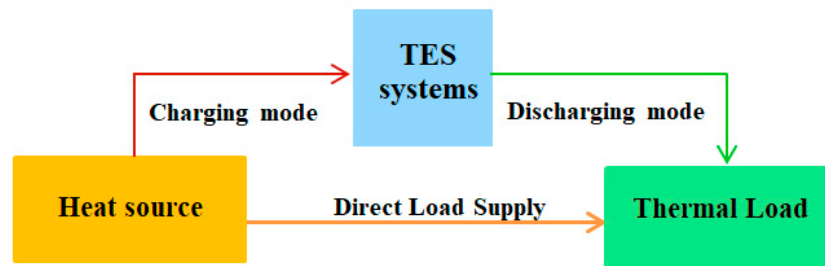 TES
systems
Charging mode
Discharging mode
Heat source
Direct Load Supply
Thermal Load